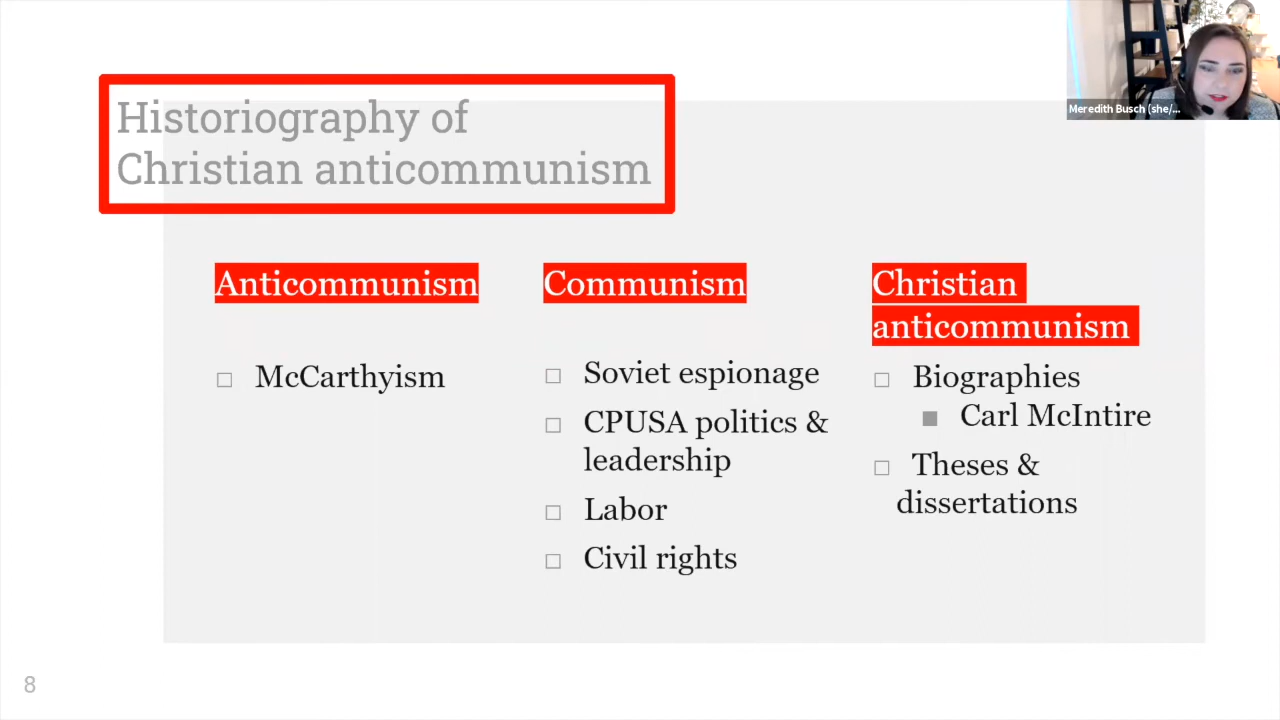 Meredith Busch (she/...
Historiography of
Christian anticommunism
Anticommunism
McCarthyism
Communism
Soviet espionage
CPUSA politics &
leadership
Labor
Civil rights
Christian
anticommunism
Biographies
Carl McIntire
Theses &
dissertations
8